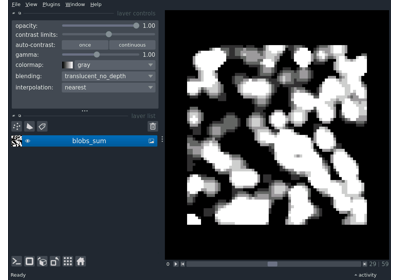 File View Plugins Window Help
layer controls
opacity: 1.00
contrast limits:
auto-contrast: once continuous
gamma: 1.00
colormap: gray
blending: translucent_no_depth
interpolation: nearest
layer list
blobs_sum
29 59
Ready
activity